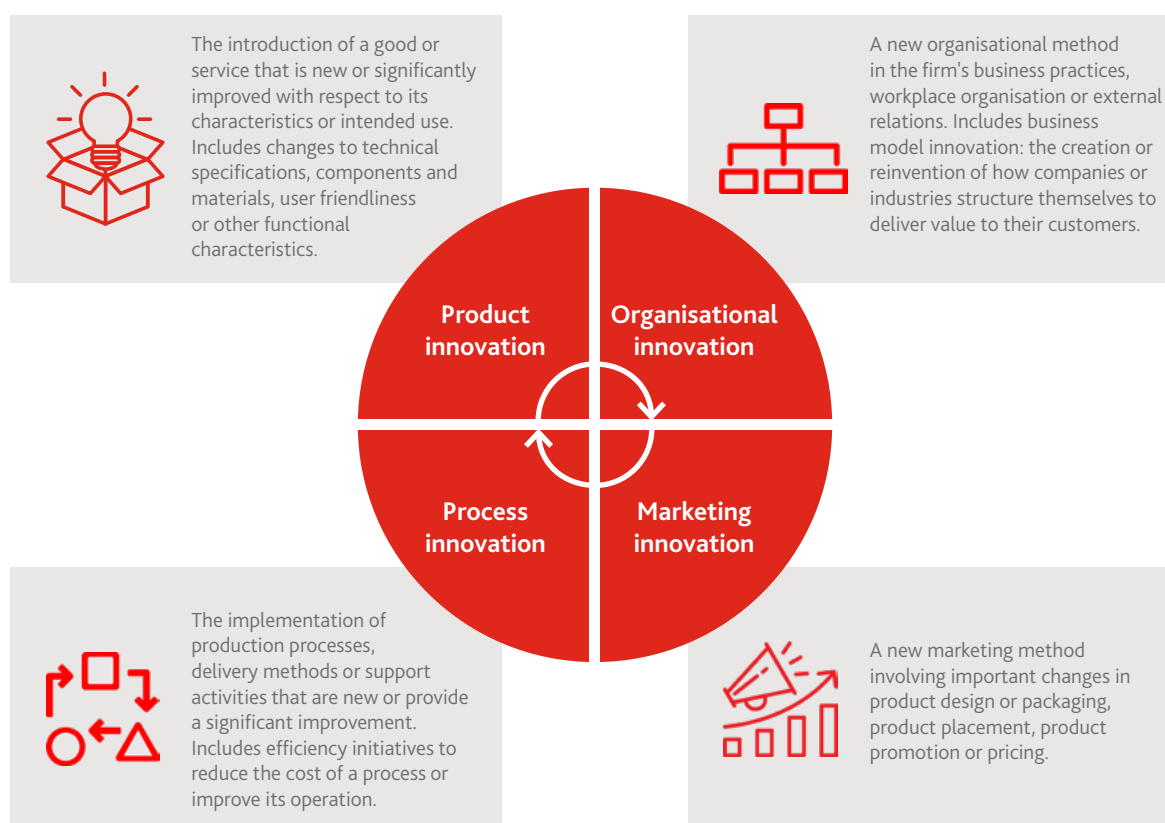 The introduction of a good or
service that is new or significantly
improved with respect to its
characteristics or intended use.
Includes changes to technical
specifications, components and
materials, user friendliness
or other functional
characteristics.
A new organisational method
in the firm's business practices,
workplace organisation or external
relations. Includes business
model innovation: the creation or
reinvention of how companies or
industries structure themselves to
deliver value to their customers.
Product
innovation
Organisational
innovation
Process
innovation
Marketing
innovation
The implementation of
production processes,
delivery methods or support
activities that are new or provide
a significant improvement.
Includes efficiency initiatives to
reduce the cost of a process or
improve its operation.
A new marketing method
involving important changes in
product design or packaging,
product placement, product
promotion or pricing.